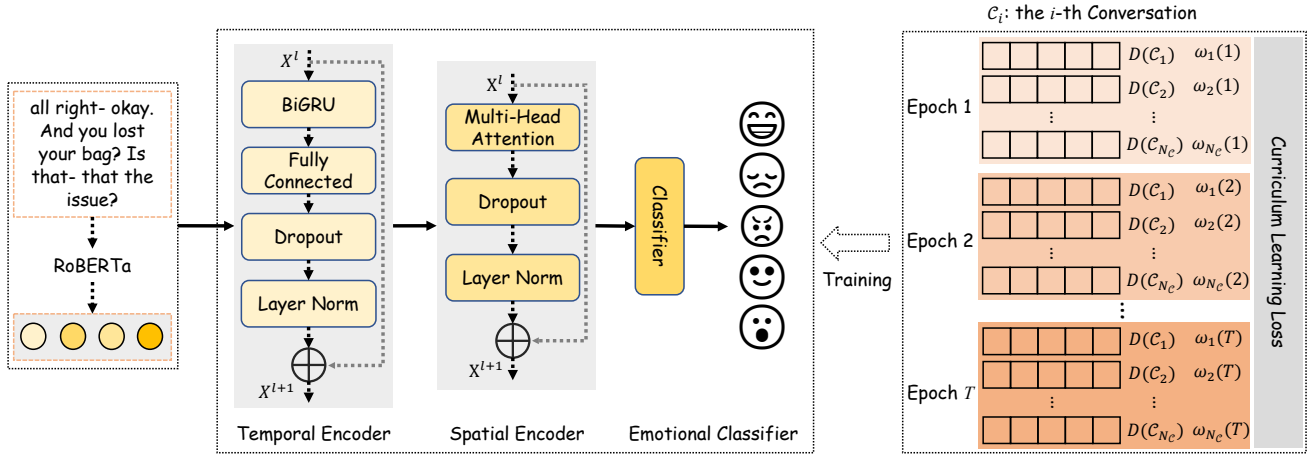 all right- okay.
And you lost
your bag? Is
that- that the
issue?
RoBERTa
X^l
BiGRU
Fully
Connected
Dropout
Layer Norm
X^{l+1}
Temporal Encoder
X^l
Multi-Head
Attention
Dropout
Layer Norm
X^{l+1}
Spatial Encoder
Classifier
Emotional Classifier
Training
𝒞_i: the i-th Conversation
Epoch 1
D(𝒞_1) ω_1(1)
D(𝒞_2) ω_2(1)
⋮ ⋮
D(𝒞_{N_𝒞}) ω_{N_𝒞}(1)
Epoch 2
D(𝒞_1) ω_1(2)
D(𝒞_2) ω_2(2)
⋮ ⋮
D(𝒞_{N_𝒞}) ω_{N_𝒞}(2)
⋮
Epoch T
D(𝒞_1) ω_1(T)
D(𝒞_2) ω_2(T)
⋮ ⋮
D(𝒞_{N_𝒞}) ω_{N_𝒞}(T)
Curriculum Learning Loss